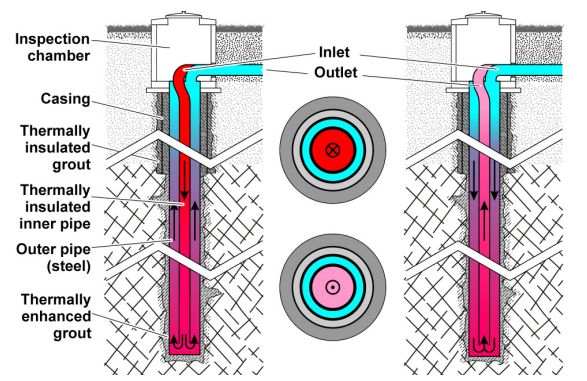 Inspection
chamber
Casing
Thermally
insulated
grout
Thermally
insulated
inner pipe
Outer pipe
(steel)
Thermally
enhanced
grout
Inlet
Outlet